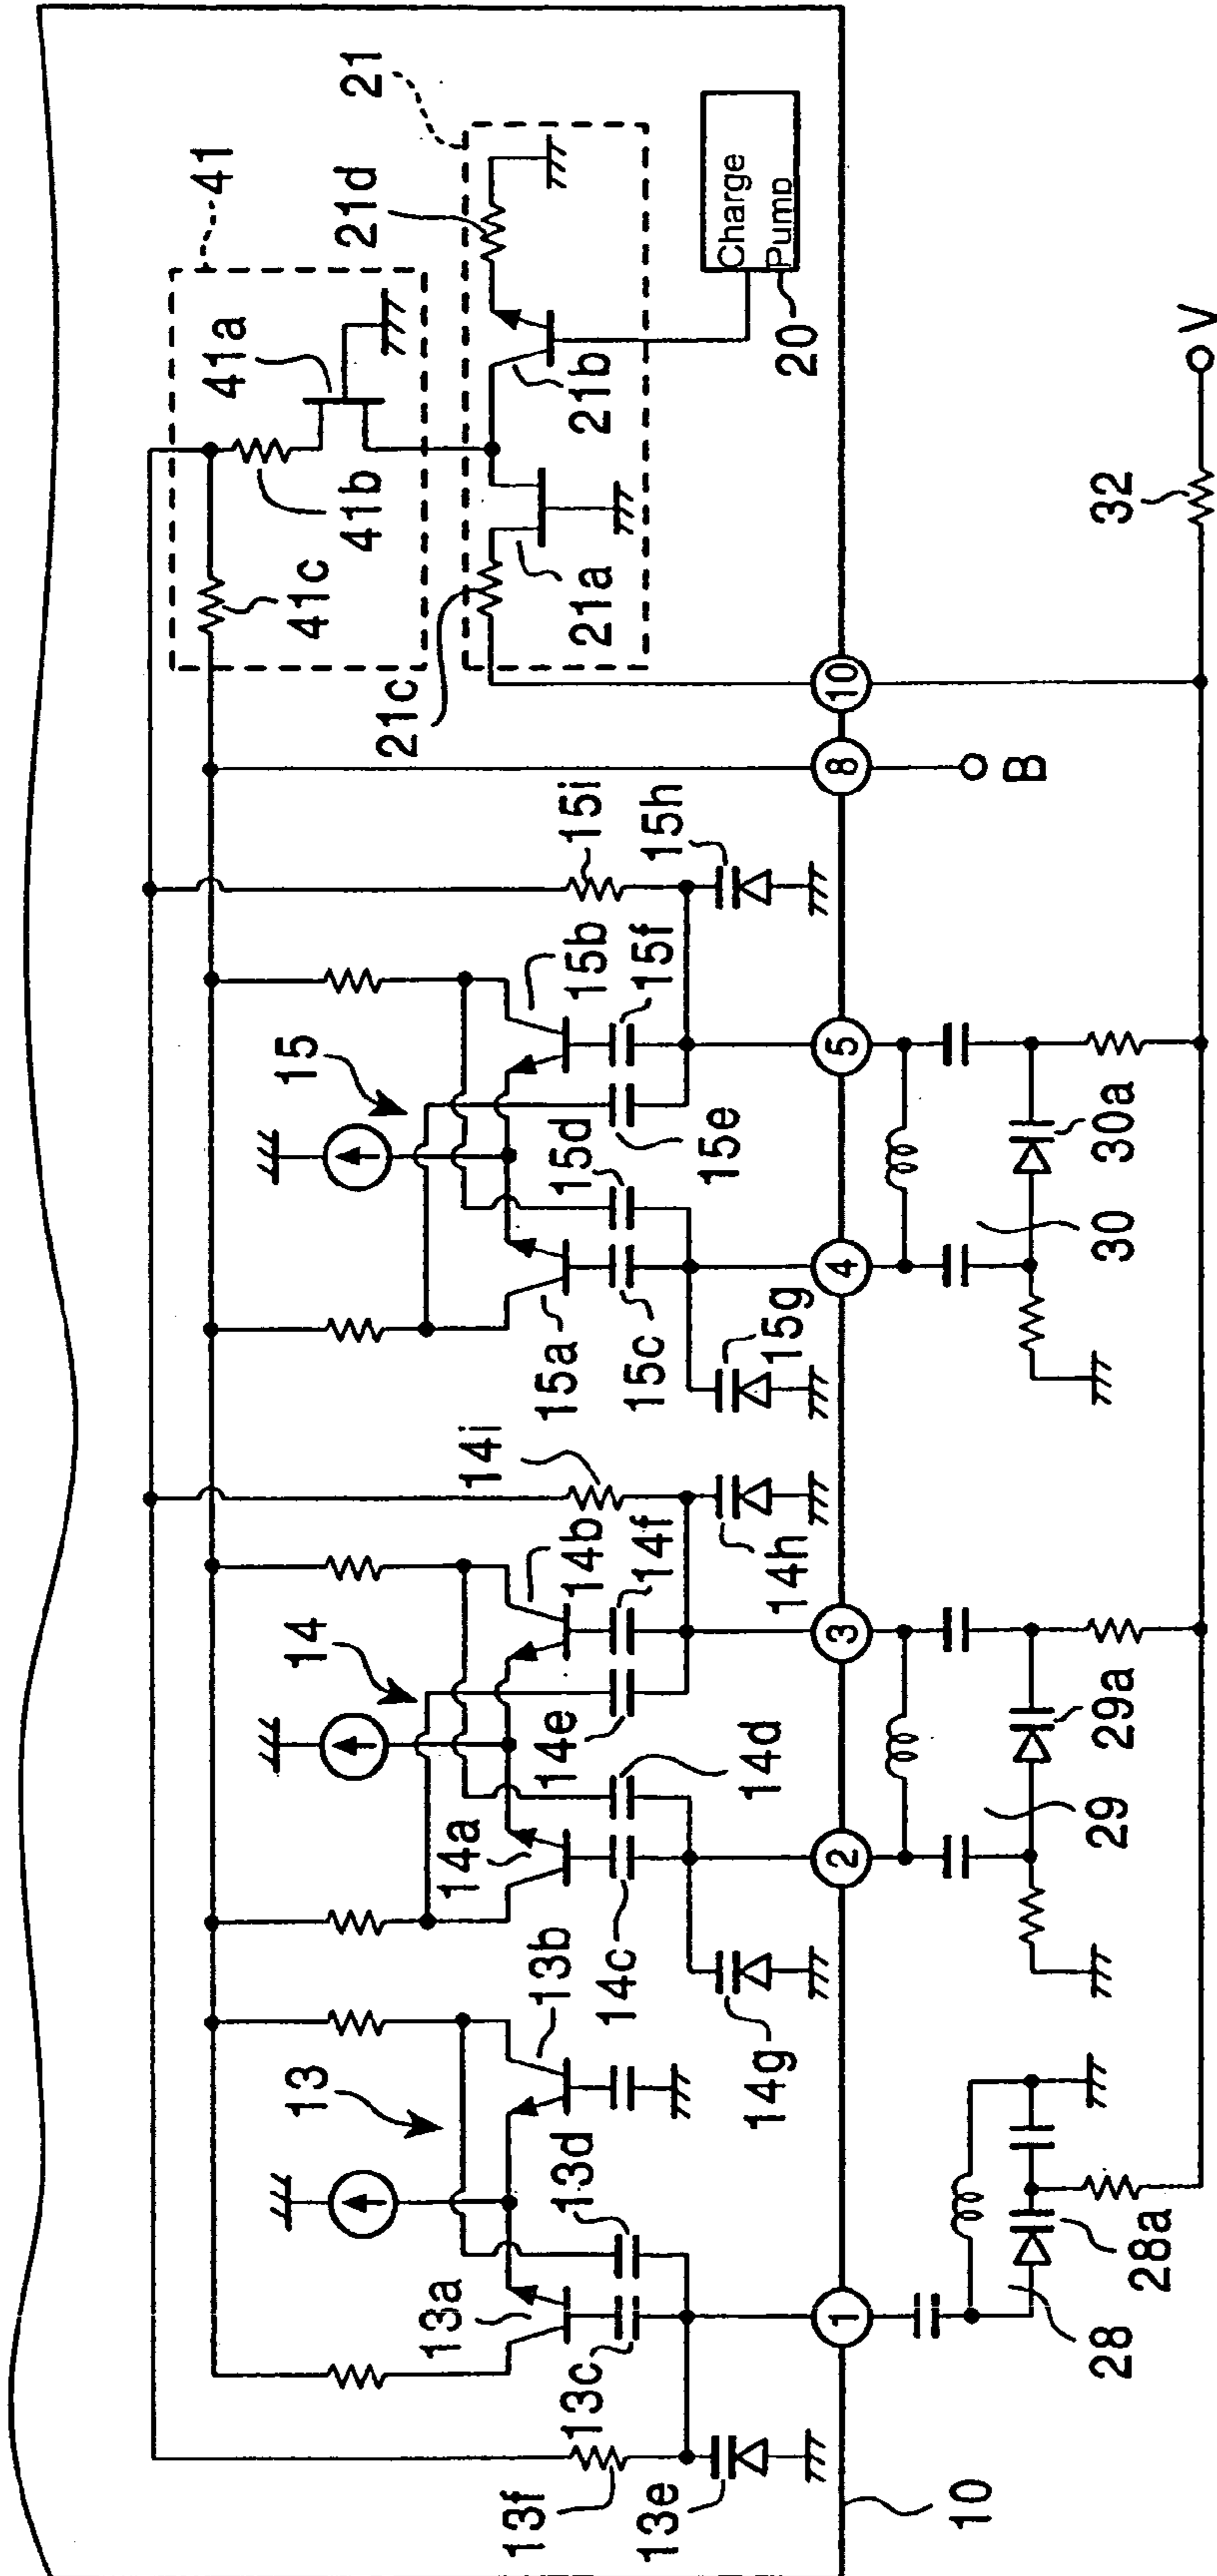 41
21
41a
21d
41b
41c
21b
Charge
Pump
20
21a
21c
10
8
B
V
32
15
15i
15h
15b
15f
15d
15e
15a
15c
15g
5
4
30a
30
14
14i
14b
14f
14h
14e
14d
14a
14c
14g
3
2
29a
29
13
13b
13d
13a
13c
13f
13e
1
28a
28
10